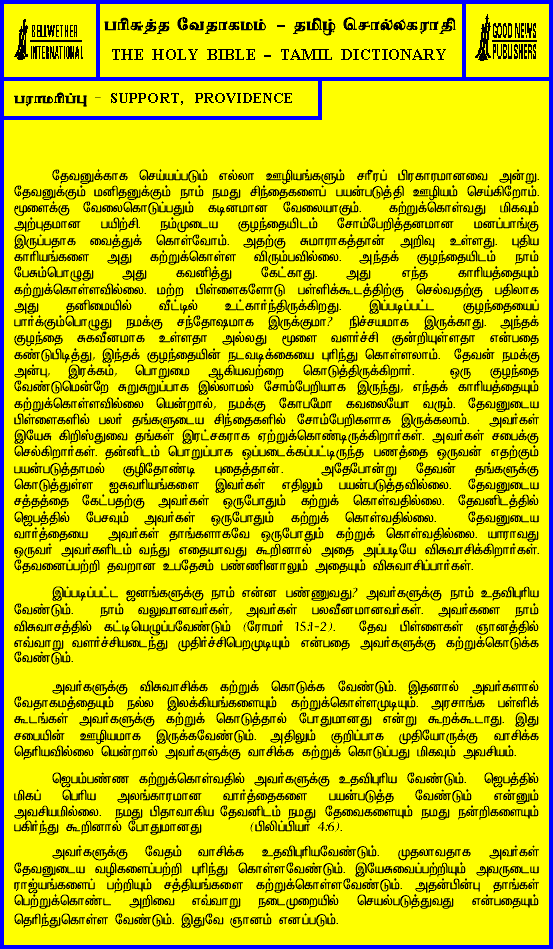 BELLWETHER
INTERNATIONAL
பரிசுத்த வேதாகமம் – தமிழ் சொல்லகராதி
THE HOLY BIBLE – TAMIL DICTIONARY
GOOD NEWS
PUBLISHERS
பராமரிப்பு – SUPPORT, PROVIDENCE
தேவனுக்காக செய்யப்படும் எல்லா ஊழியங்களும் சரீரப் பிரகாரமானவை அன்று.
தேவனுக்கும் மனிதனுக்கும் நாம் நமது சிந்தைகளைப் பயன்படுத்தி ஊழியம் செய்கிறோம்.
மூளைக்கு வேலைகொடுப்பதும் கடினமான வேலையாகும். கற்றுக்கொள்வது மிகவும்
அற்புதமான பயிற்சி. நம்முடைய குழந்தையிடம் சோம்பேறித்தனமான மனப்பாங்கு
இருப்பதாக வைத்துக் கொள்வோம். அதற்கு சுமாராகத்தான் அறிவு உள்ளது. புதிய
காரியங்களை அது கற்றுக்கொள்ள விரும்பவில்லை. அந்தக் குழந்தையிடம் நாம்
பேசும்பொழுது அது கவனித்து கேட்காது. அது எந்த காரியத்தையும்
கற்றுக்கொள்ளவில்லை. மற்ற பிள்ளைகளோடு பள்ளிக்கூடத்திற்கு செல்வதற்கு பதிலாக
அது தனிமையில் வீட்டில் உட்கார்ந்திருக்கிறது. இப்படிப்பட்ட குழந்தையைப்
பார்க்கும்பொழுது நமக்கு சந்தோஷமாக இருக்குமா? நிச்சயமாக இருக்காது. அந்தக்
குழந்தை சுகவீனமாக உள்ளதா அல்லது மூளை வளர்ச்சி குன்றியுள்ளதா என்பதை
கண்டுபிடித்து, இந்தக் குழந்தையின் நடவடிக்கையை புரிந்து கொள்ளலாம். தேவன் நமக்கு
அன்பு, இரக்கம், பொறுமை ஆகியவற்றை கொடுத்திருக்கிறார். ஒரு குழந்தை
வேண்டுமென்றே சுறுசுறுப்பாக இல்லாமல் சோம்பேறியாக இருந்து, எந்தக் காரியத்தையும்
கற்றுக்கொள்ளவில்லை யென்றால், நமக்கு கோபமோ கவலையோ வரும். தேவனுடைய
பிள்ளைகளில் பலர் தங்களுடைய சிந்தைகளில் சோம்பேறிகளாக இருக்கலாம். அவர்கள்
இயேசு கிறிஸ்துவை தங்கள் இரட்சகராக ஏற்றுக்கொண்டிருக்கிறார்கள். அவர்கள் சபைக்கு
செல்கிறார்கள். தன்னிடம் பொறுப்பாக ஒப்படைக்கப்பட்டிருந்த பணத்தை ஒருவன் எதற்கும்
பயன்படுத்தாமல் குழிதோண்டி புதைத்தான். அதேபோன்று தேவன் தங்களுக்கு
கொடுத்துள்ள ஐசுவரியங்களை இவர்கள் எதிலும் பயன்படுத்தவில்லை. தேவனுடைய
சத்தத்தை கேட்பதற்கு அவர்கள் ஒருபோதும் கற்றுக் கொள்வதில்லை. தேவனிடத்தில்
ஜெபத்தில் பேசவும் அவர்கள் ஒருபோதும் கற்றுக் கொள்வதில்லை. தேவனுடைய
வார்த்தையை அவர்கள் தாங்களாகவே ஒருபோதும் கற்றுக் கொள்வதில்லை. யாராவது
ஒருவர் அவர்களிடம் வந்து எதையாவது கூறினால் அதை அப்படியே விசுவாசிக்கிறார்கள்.
தேவனைப்பற்றி தவறான உபதேசம் பண்ணினாலும் அதையும் விசுவாசிப்பார்கள்.
இப்படிப்பட்ட ஜனங்களுக்கு நாம் என்ன பண்ணுவது? அவர்களுக்கு நாம் உதவிபுரிய
வேண்டும். நாம் வலுவானவர்கள், அவர்கள் பலவீனமானவர்கள். அவர்களை நாம்
விசுவாசத்தில் கட்டியெழுப்பவேண்டும் (ரோமர் 15:1-2). தேவ பிள்ளைகள் ஞானத்தில்
எவ்வாறு வளர்ச்சியடைந்து முதிர்ச்சிபெறமுடியும் என்பதை அவர்களுக்கு கற்றுக்கொடுக்க
வேண்டும்.
அவர்களுக்கு விசுவாசிக்க கற்றுக் கொடுக்க வேண்டும். இதனால் அவர்களால்
வேதாகமத்தையும் நல்ல இலக்கியங்களையும் கற்றுக்கொள்ளமுடியும். அரசாங்க பள்ளிக்
கூடங்கள் அவர்களுக்கு கற்றுக் கொடுத்தால் போதுமானது என்று கூறக்கூடாது. இது
சபையின் ஊழியமாக இருக்கவேண்டும். அதிலும் குறிப்பாக முதியோருக்கு வாசிக்க
தெரியவில்லை யென்றால் அவர்களுக்கு வாசிக்க கற்றுக் கொடுப்பது மிகவும் அவசியம்.
ஜெபம்பண்ண கற்றுக்கொள்வதில் அவர்களுக்கு உதவிபுரிய வேண்டும். ஜெபத்தில்
மிகப் பெரிய அலங்காரமான வார்த்தைகளை பயன்படுத்த வேண்டும் என்னும்
அவசியமில்லை. நமது பிதாவாகிய தேவனிடம் நமது தேவைகளையும் நமது நன்றிகளையும்
பகிர்ந்து கூறினால் போதுமானது (பிலிப்பியர் 4:6).
அவர்களுக்கு வேதம் வாசிக்க உதவிபுரியவேண்டும். முதலாவதாக அவர்கள்
தேவனுடைய வழிகளைப்பற்றி புரிந்து கொள்ளவேண்டும். இயேசுவைப்பற்றியும் அவருடைய
ராஜ்யங்களைப் பற்றியும் சத்தியங்களை கற்றுக்கொள்ளவேண்டும். அதன்பின்பு தாங்கள்
பெற்றுக்கொண்ட அறிவை எவ்வாறு நடைமுறையில் செயல்படுத்துவது என்பதையும்
தெரிந்துகொள்ள வேண்டும். இதுவே ஞானம் எனப்படும்.